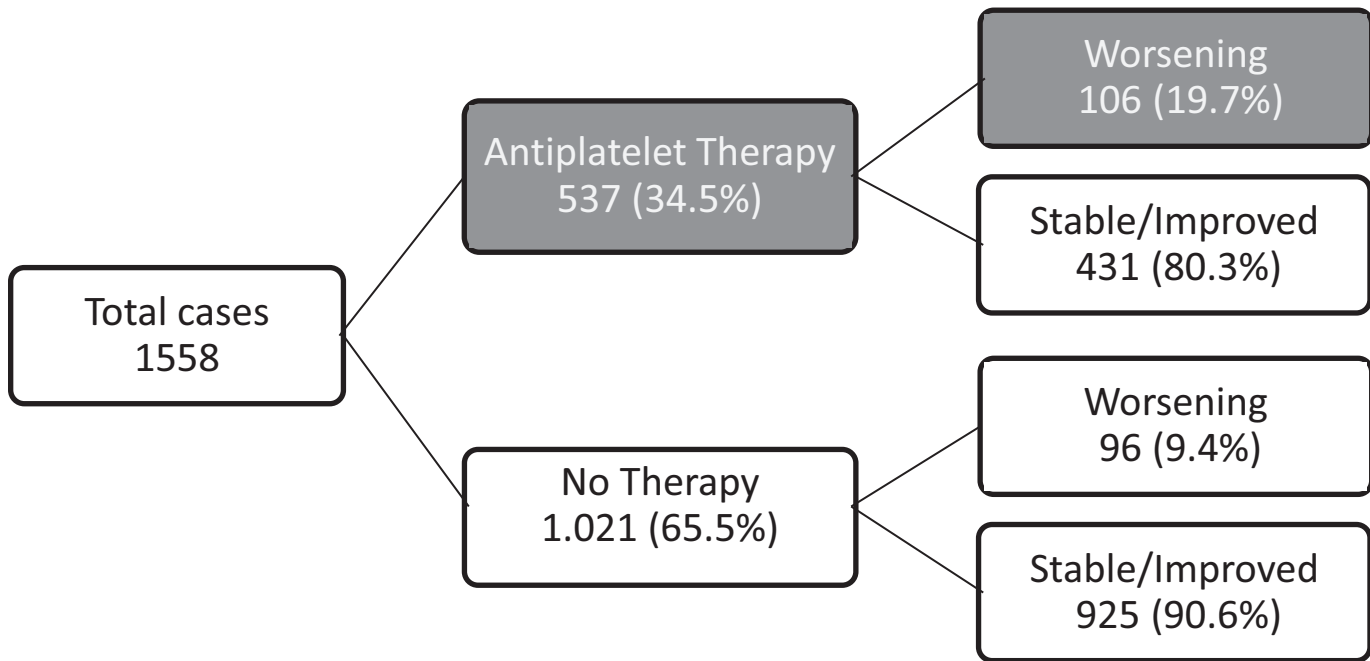 Total cases
1558
Antiplatelet Therapy
537 (34.5%)
No Therapy
1.021 (65.5%)
Worsening
106 (19.7%)
Stable/Improved
431 (80.3%)
Worsening
96 (9.4%)
Stable/Improved
925 (90.6%)